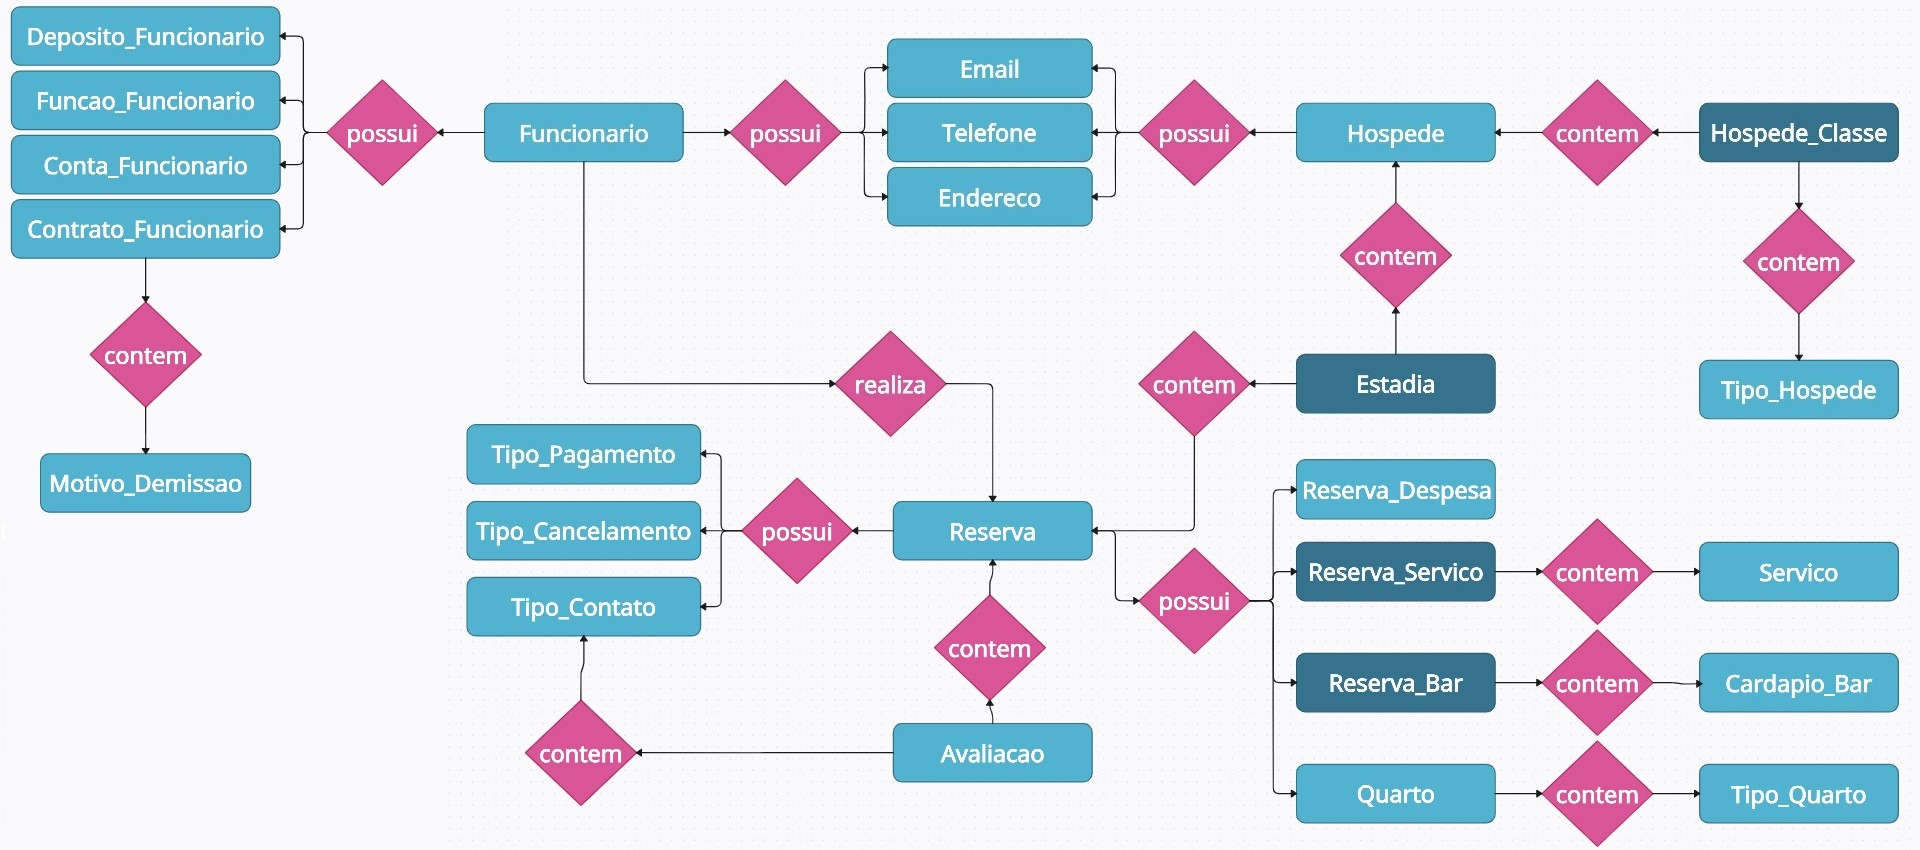 Deposito_Funcionario
Funcao_Funcionario
Conta_Funcionario
Contrato_Funcionario
possui
Funcionario
possui
Email
Telefone
Endereco
possui
Hospede
contem
Hospede_Classe
contem
contem
contem
Tipo_Hospede
Motivo_Demissao
realiza
contem
Estadia
Tipo_Pagamento
Tipo_Cancelamento
Tipo_Contato
possui
Reserva
possui
Reserva_Despesa
Reserva_Servico
contem
Servico
contem
Reserva_Bar
contem
Cardapio_Bar
contem
Avaliacao
Quarto
contem
Tipo_Quarto